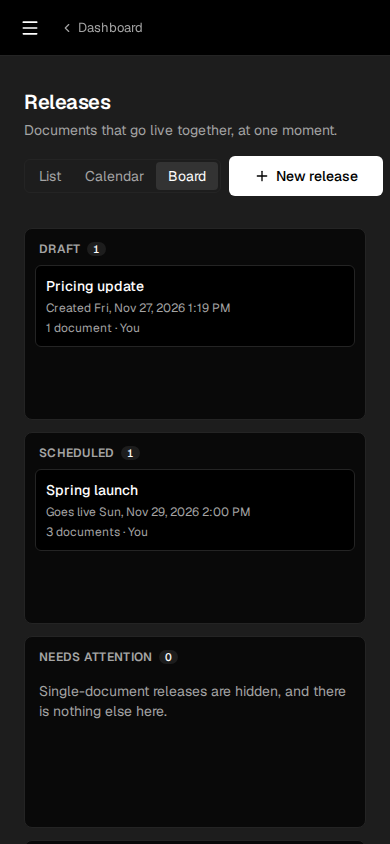 Dashboard
Releases
Documents that go live together, at one moment.
List
Calendar
Board
New release
DRAFT 1
Pricing update
Created Fri, Nov 27, 2026 1:19 PM
1 document · You
SCHEDULED 1
Spring launch
Goes live Sun, Nov 29, 2026 2:00 PM
3 documents · You
NEEDS ATTENTION 0
Single-document releases are hidden, and there
is nothing else here.